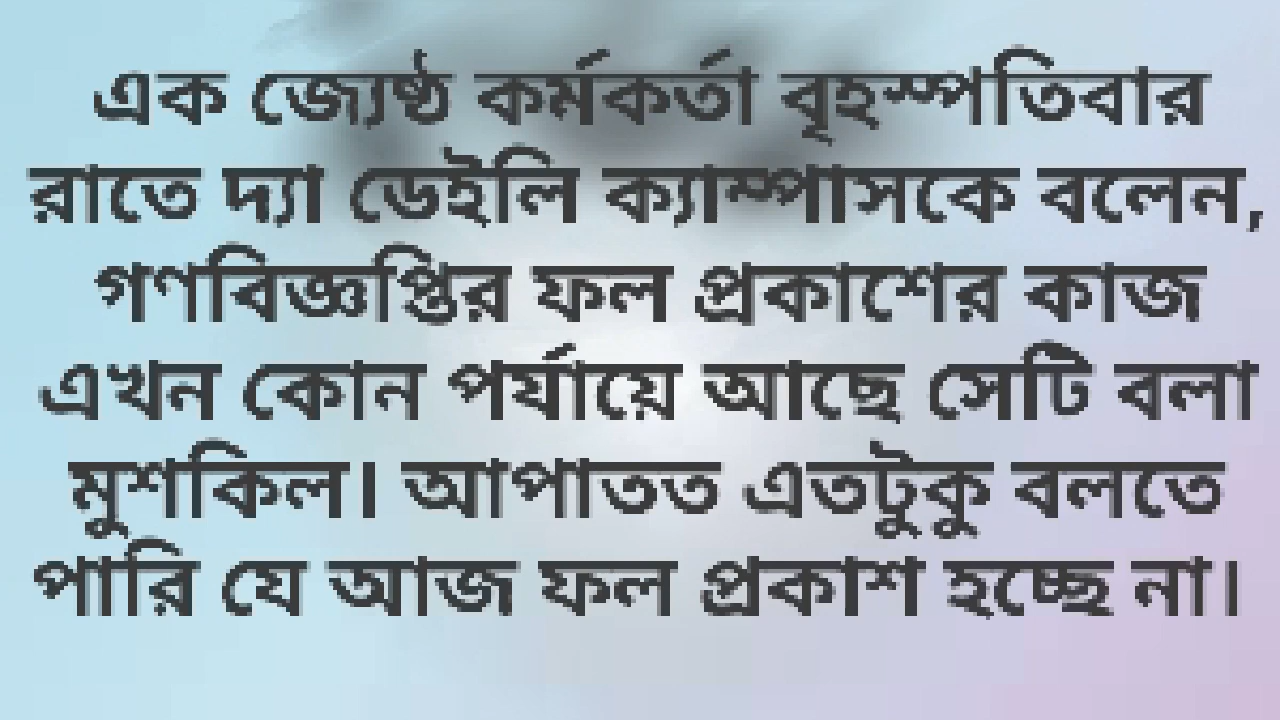 এক জ্যেষ্ঠ কর্মকর্তা বৃহস্পতিবার
রাতে দ্যা ডেইলি ক্যাম্পাসকে বলেন,
গণবিজ্ঞপ্তির ফল প্রকাশের কাজ
এখন কোন পর্যায়ে আছে সেটি বলা
মুশকিল। আপাতত এতটুকু বলতে
পারি যে আজ ফল প্রকাশ হচ্ছে না।